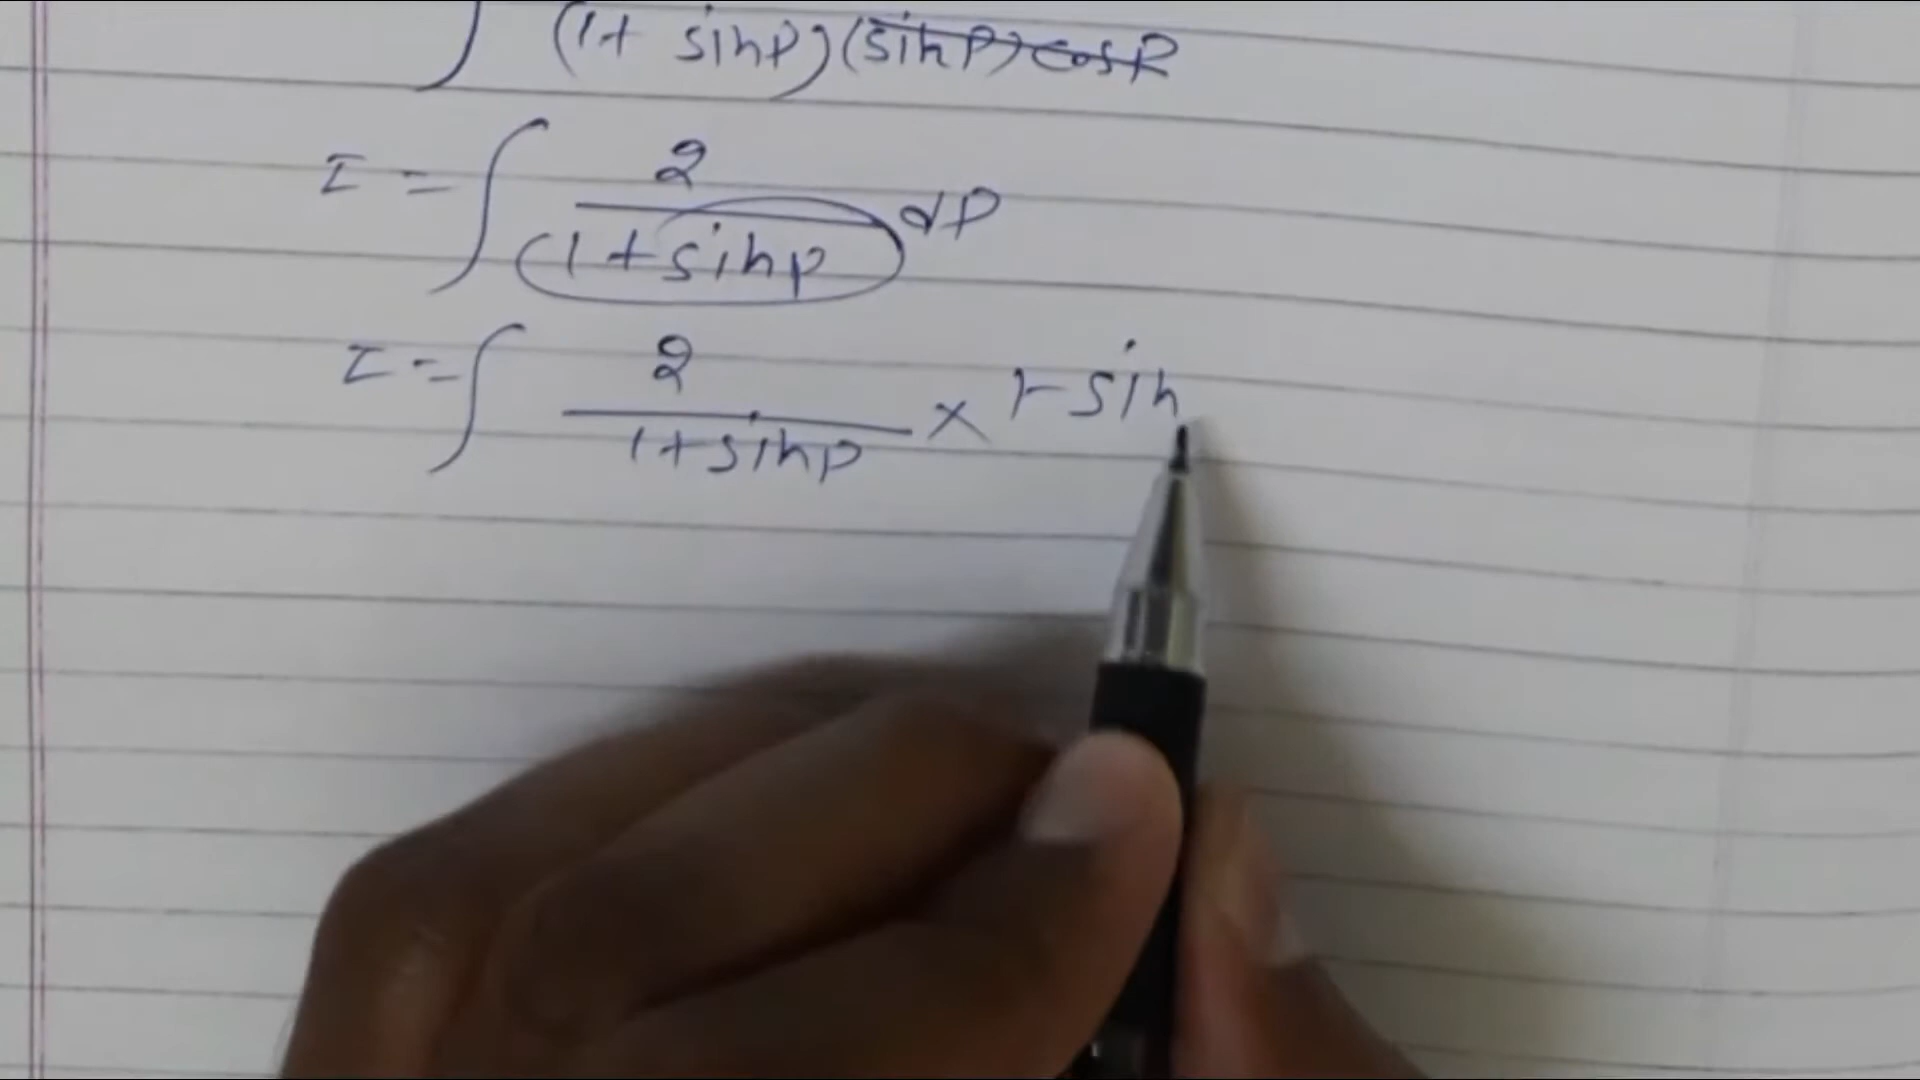 ∫ (1+ sinp)(sinp) cosp
I = ∫ 2 / (1+sinp) dp
I = ∫ 2 / 1+sinp × 1-sin